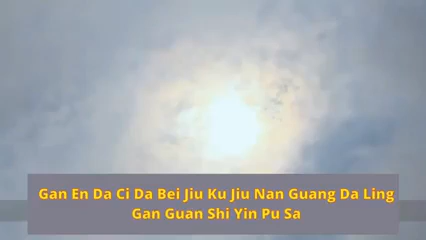 Gan En Da Ci Da Bei Jiu Ku Jiu Nan Guang Da Ling
Gan Guan Shi Yin Pu Sa